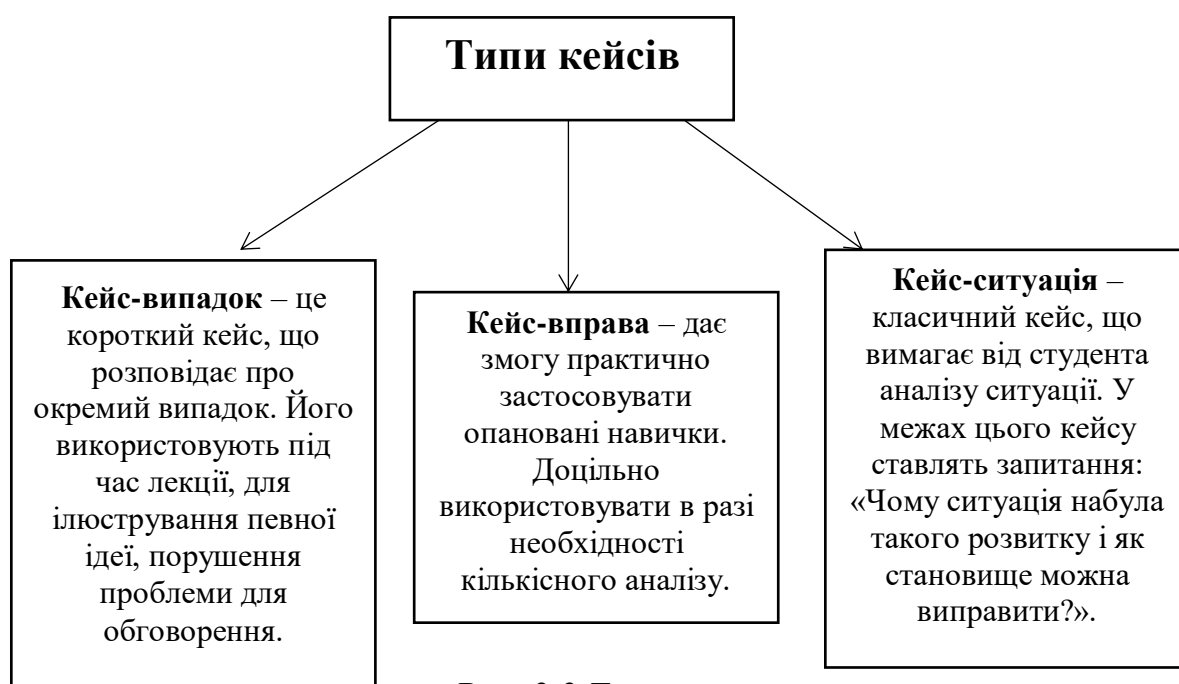 Типи кейсів
Кейс-випадок – це
короткий кейс, що
розповідає про
окремий випадок. Його
використовують під
час лекції, для
ілюстрування певної
ідеї, порушення
проблеми для
обговорення.
Кейс-вправа – дає
змогу практично
застосовувати
опановані навички.
Доцільно
використовувати в разі
необхідності
кількісного аналізу.
Кейс-ситуація –
класичний кейс, що
вимагає від студента
аналізу ситуації. У
межах цього кейсу
ставлять запитання:
«Чому ситуація набула
такого розвитку і як
становище можна
виправити?».